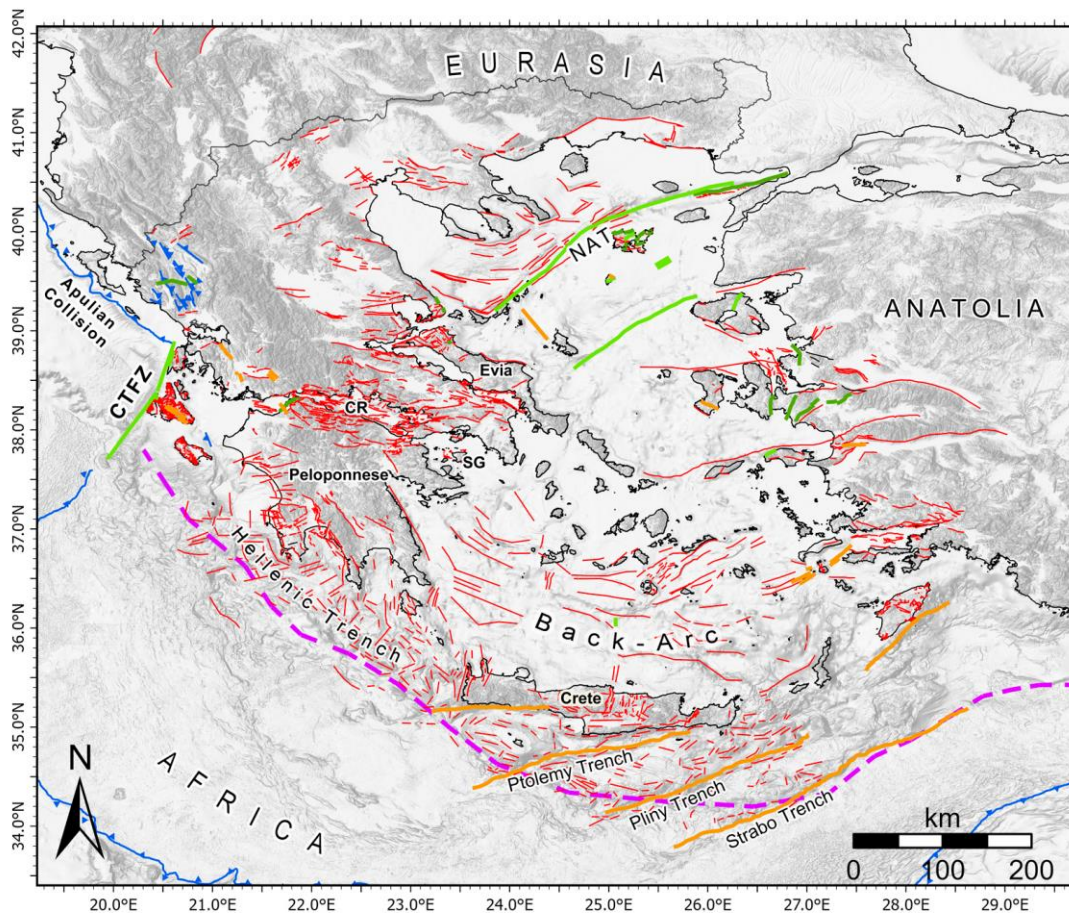 EURASIA
42.0°N
41.0°N
40.0°N
39.0°N
38.0°N
37.0°N
36.0°N
35.0°N
34.0°N
NAT
ANATOLIA
Apulian
Collision
CTFZ
Evia
CR
SG
Peloponnese
Hellenic Trench
Back-Arc
Crete
Ptolemy Trench
Pliny Trench
Strabo Trench
AFRICA
N
km
0 100 200
20.0°E 21.0°E 22.0°E 23.0°E 24.0°E 25.0°E 26.0°E 27.0°E 28.0°E 29.0°E